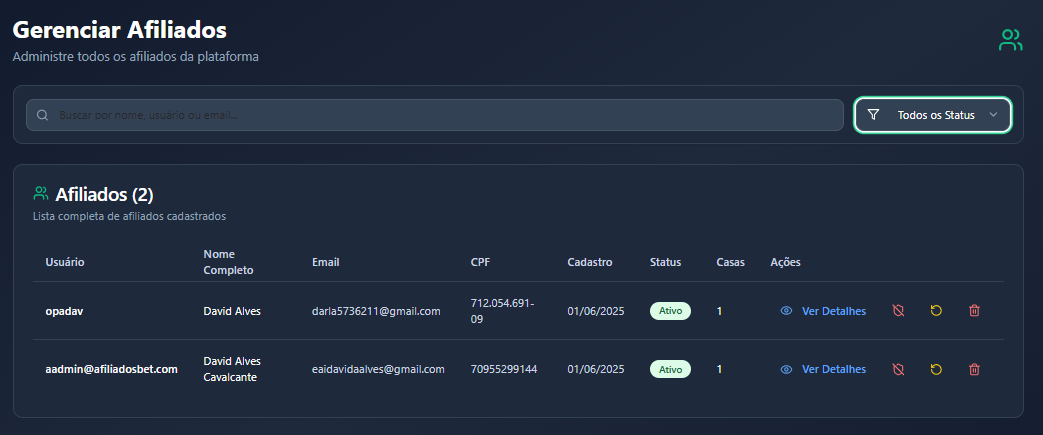 Gerenciar Afiliados
Administre todos os afiliados da plataforma
Buscar por nome, usuário ou email...
Todos os Status
Afiliados (2)
Lista completa de afiliados cadastrados
Usuário Nome Completo Email CPF Cadastro Status Casas Ações
opadav David Alves darla5736211@gmail.com 712.054.691-09 01/06/2025 Ativo 1 Ver Detalhes
aadmin@afiliadosbet.com David Alves Cavalcante eaidavidaalves@gmail.com 70955299144 01/06/2025 Ativo 1 Ver Detalhes